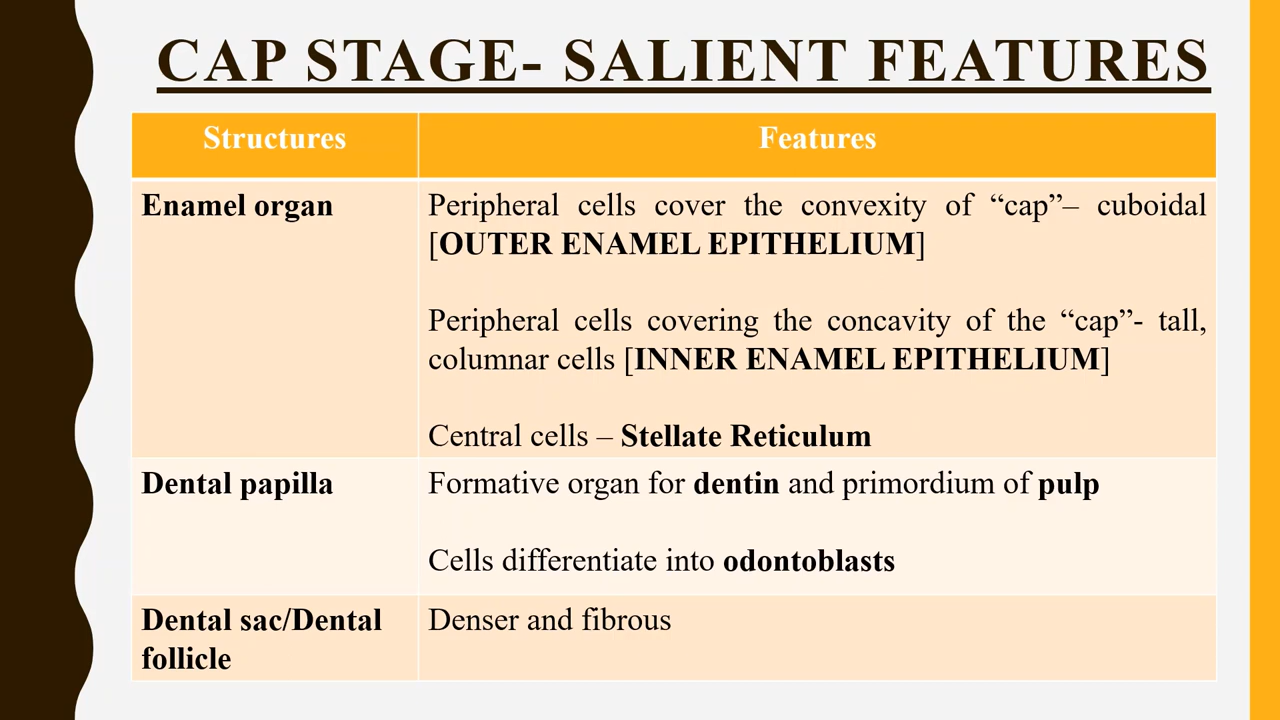 CAP STAGE- SALIENT FEATURES
Structures
Features
Enamel organ
Peripheral cells cover the convexity of “cap”– cuboidal
[OUTER ENAMEL EPITHELIUM]
Peripheral cells covering the concavity of the “cap”- tall,
columnar cells [INNER ENAMEL EPITHELIUM]
Central cells – Stellate Reticulum
Dental papilla
Formative organ for dentin and primordium of pulp
Cells differentiate into odontoblasts
Dental sac/Dental
follicle
Denser and fibrous